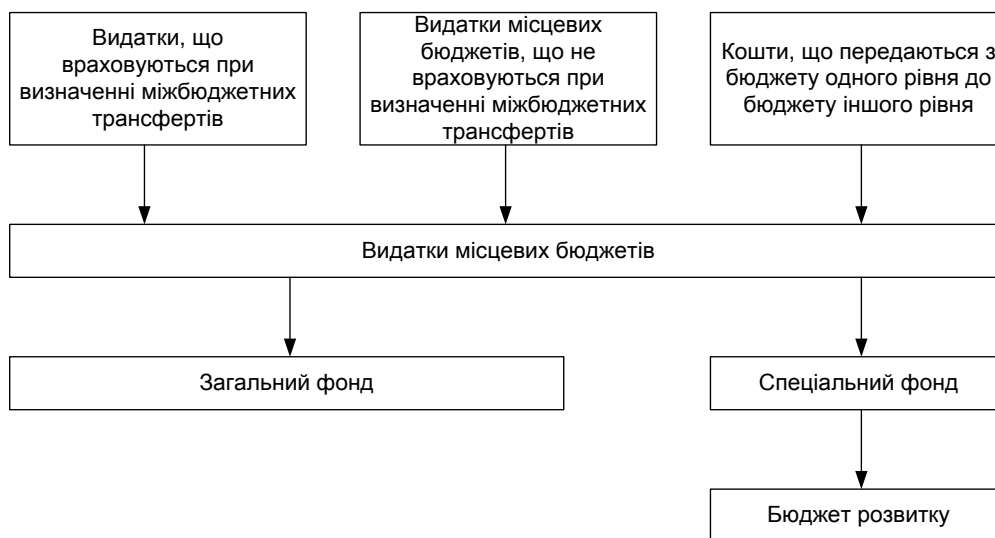 Видатки, що
враховуються при
визначенні міжбюджетних
трансфертів
Видатки місцевих
бюджетів, що не
враховуються при
визначенні міжбюджетних
трансфертів
Кошти, що передаються з
бюджету одного рівня до
бюджету іншого рівня
Видатки місцевих бюджетів
Загальний фонд
Спеціальний фонд
Бюджет розвитку